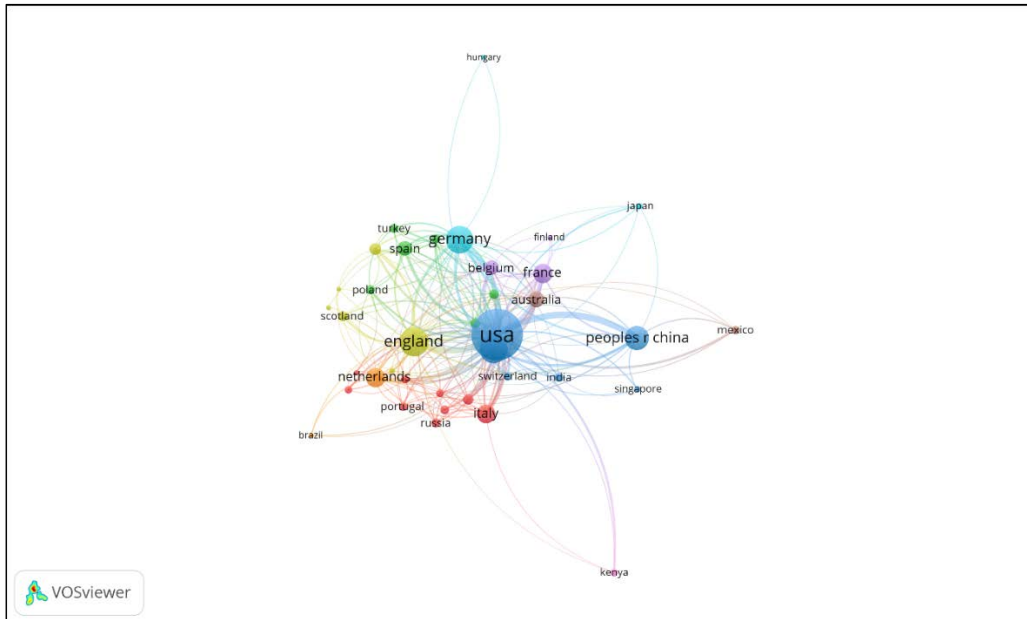 hungary
japan
turkey
germany
finland
spain
belgium
france
poland
australia
scotland
usa
england
peoples r china
mexico
netherlands
switzerland
india
singapore
portugal
italy
russia
brazil
kenya
VOSviewer